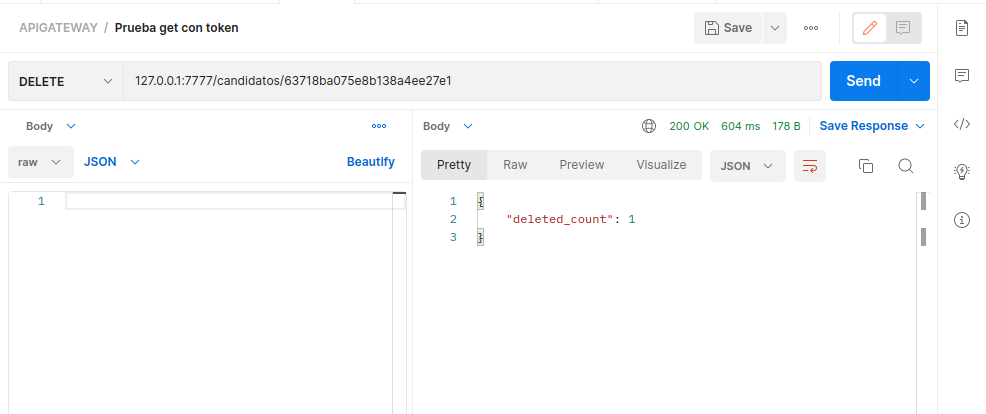 APIGATEWAY / Prueba get con token
Save
DELETE
127.0.0.1:7777/candidatos/63718ba075e8b138a4ee27e1
Send
Body
Body
200 OK 604 ms 178 B
Save Response
raw
JSON
Beautify
Pretty
Raw
Preview
Visualize
JSON
1
1 {
2 "deleted_count": 1
3 }